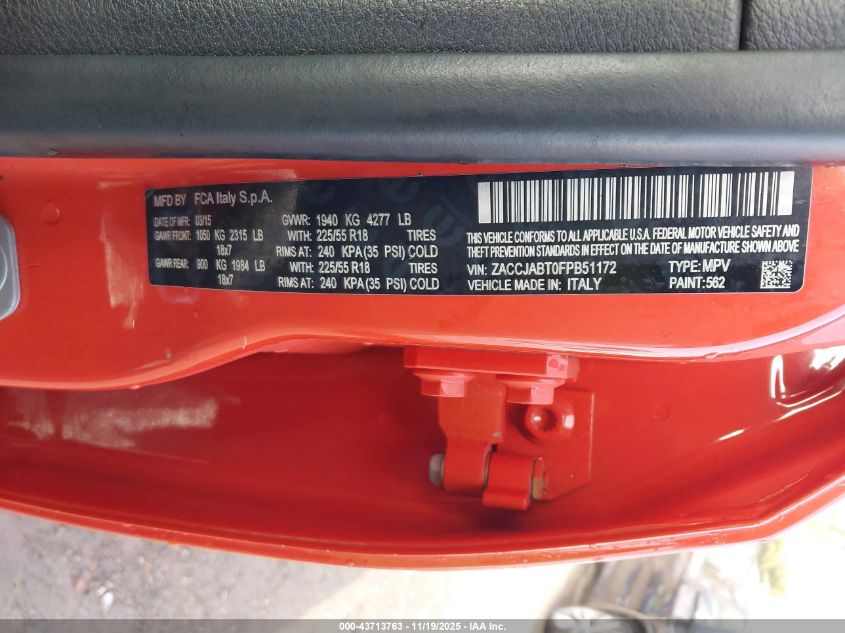 MFD BY FCA Italy S.p.A.
DATE OF MFR: 03/15 GVWR: 1940 KG 4277 LB
GAWR FRONT: 1050 KG 2315 LB WITH: 225/55 R18 TIRES
18x7 RIMS AT: 240 KPA(35 PSI) COLD
GAWR REAR: 900 KG 1984 LB WITH: 225/55 R18 TIRES
18x7 RIMS AT: 240 KPA(35 PSI) COLD
THIS VEHICLE CONFORMS TO ALL APPLICABLE U.S.A. FEDERAL MOTOR VEHICLE SAFETY AND
THEFT PREVENTION STANDARDS IN EFFECT ON THE DATE OF MANUFACTURE SHOWN ABOVE.
VIN: ZACCJABT0FPB51172 TYPE: MPV
VEHICLE MADE IN: ITALY PAINT:562
000-43713763 - 11/19/2025 - IAA Inc.